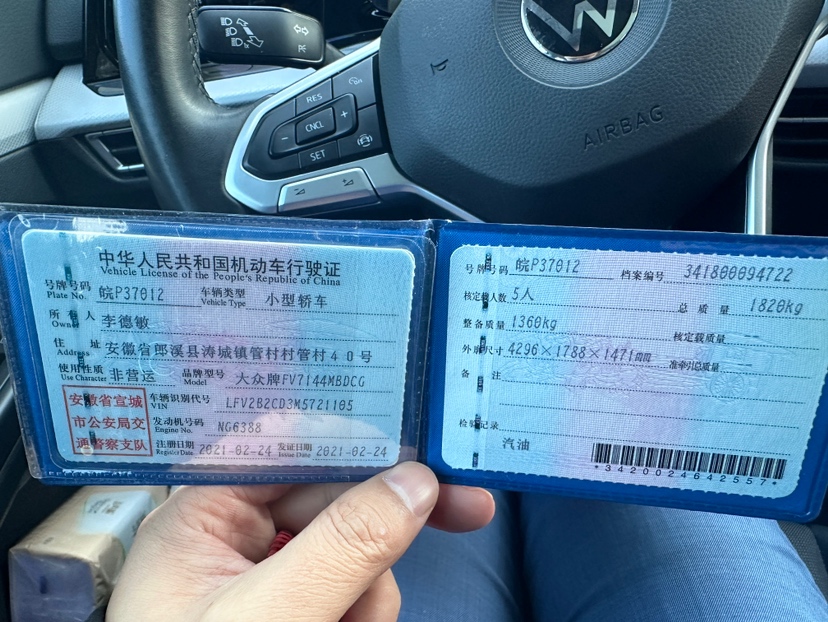 RES
CNCL
SET
AIRBAG
中华人民共和国机动车行驶证
Vehicle License of the People's Republic of China
号牌号码 皖P37012 车辆类型 小型轿车
Plate No. Vehicle Type
所有人 李德敏
Owner
住址 安徽省郎溪县涛城镇管村村管村40号
Address
使用性质 非营运 品牌型号 大众牌FV7144MBDCG
Use Character Model
安徽省宣城
市公安局交
通警察支队
车辆识别代号 LFV2B2CD3M5721105
VIN
发动机号码 NG6388
Engine No.
注册日期 2021-02-24 发证日期 2021-02-24
Register Date Issue Date
号牌号码 皖P37012 档案编号 341800094722
核定载人数 5人 总质量 1820kg
整备质量 1360kg 核定载质量 --
外廓尺寸 4296×1788×1471mm 准牵引总质量 --
备注
检验记录
汽油
*3420024642557*